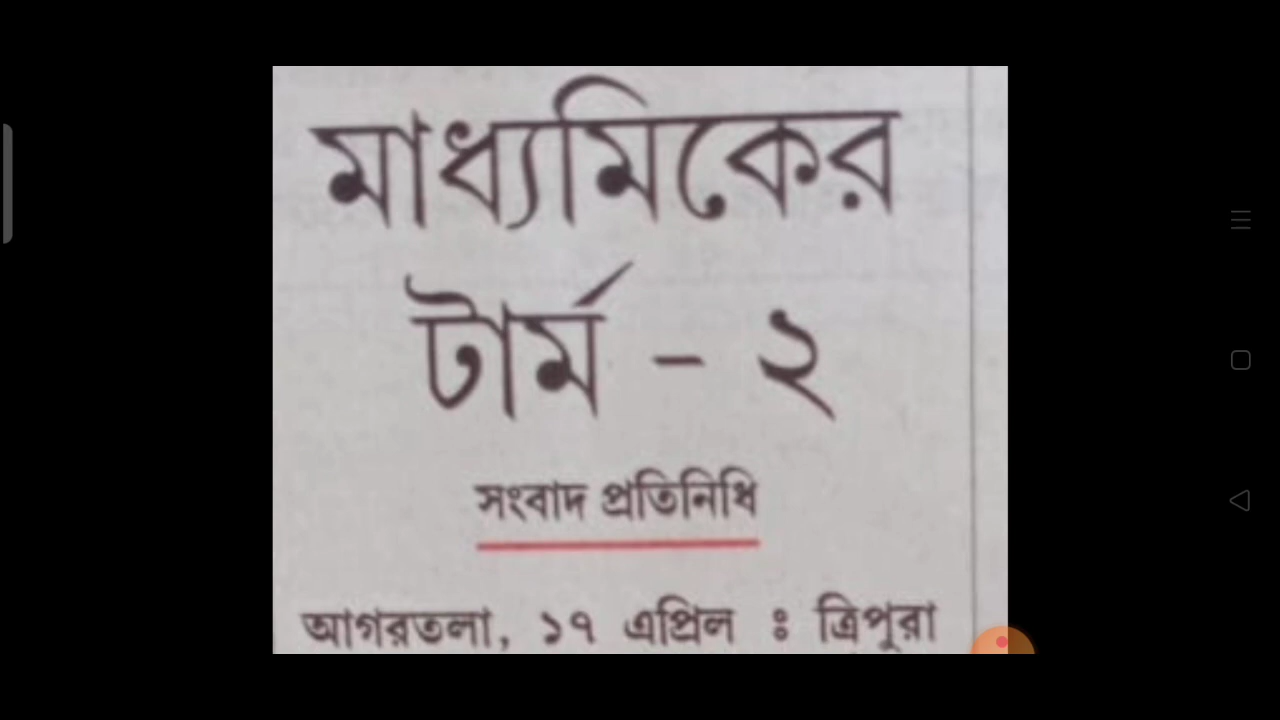 মাধ্যমিকের
টার্ম - ২
সংবাদ প্রতিনিধি
আগরতলা, ১৭ এপ্রিল ঃ ত্রিপুরা